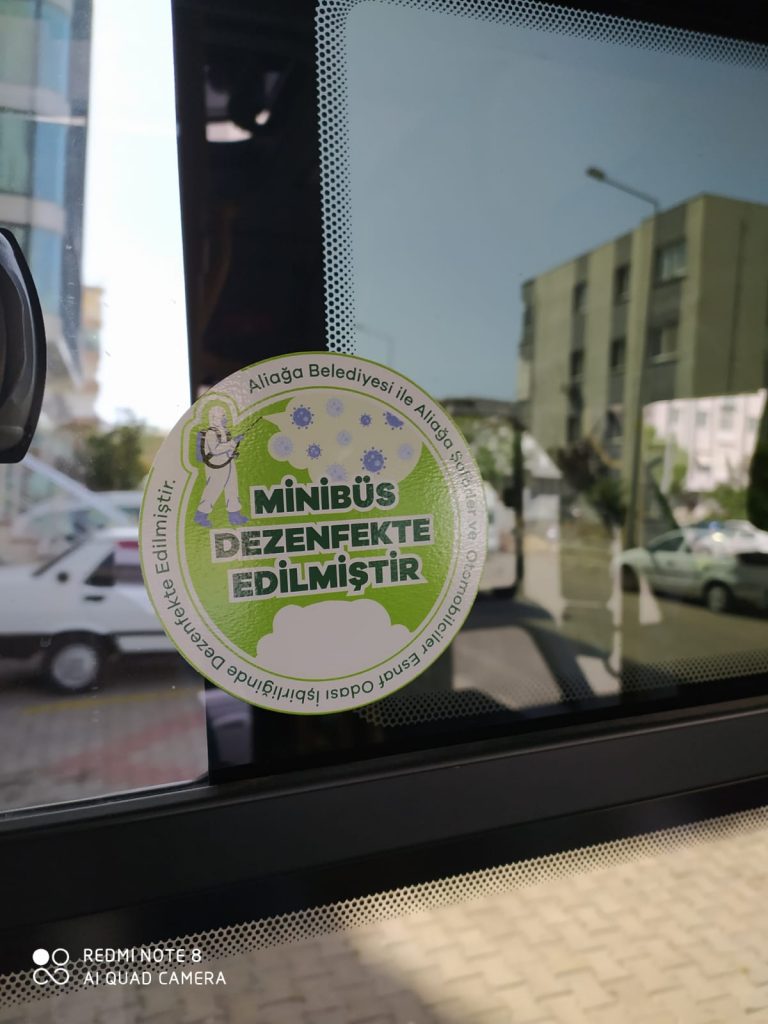 Aliağa Belediyesi ile Aliağa Şoförler ve Otomobilciler Esnaf Odası İşbirliğinde Dezenfekte Edilmiştir.
MİNİBÜS
DEZENFEKTE
EDİLMİŞTİR
REDMI NOTE 8
AI QUAD CAMERA